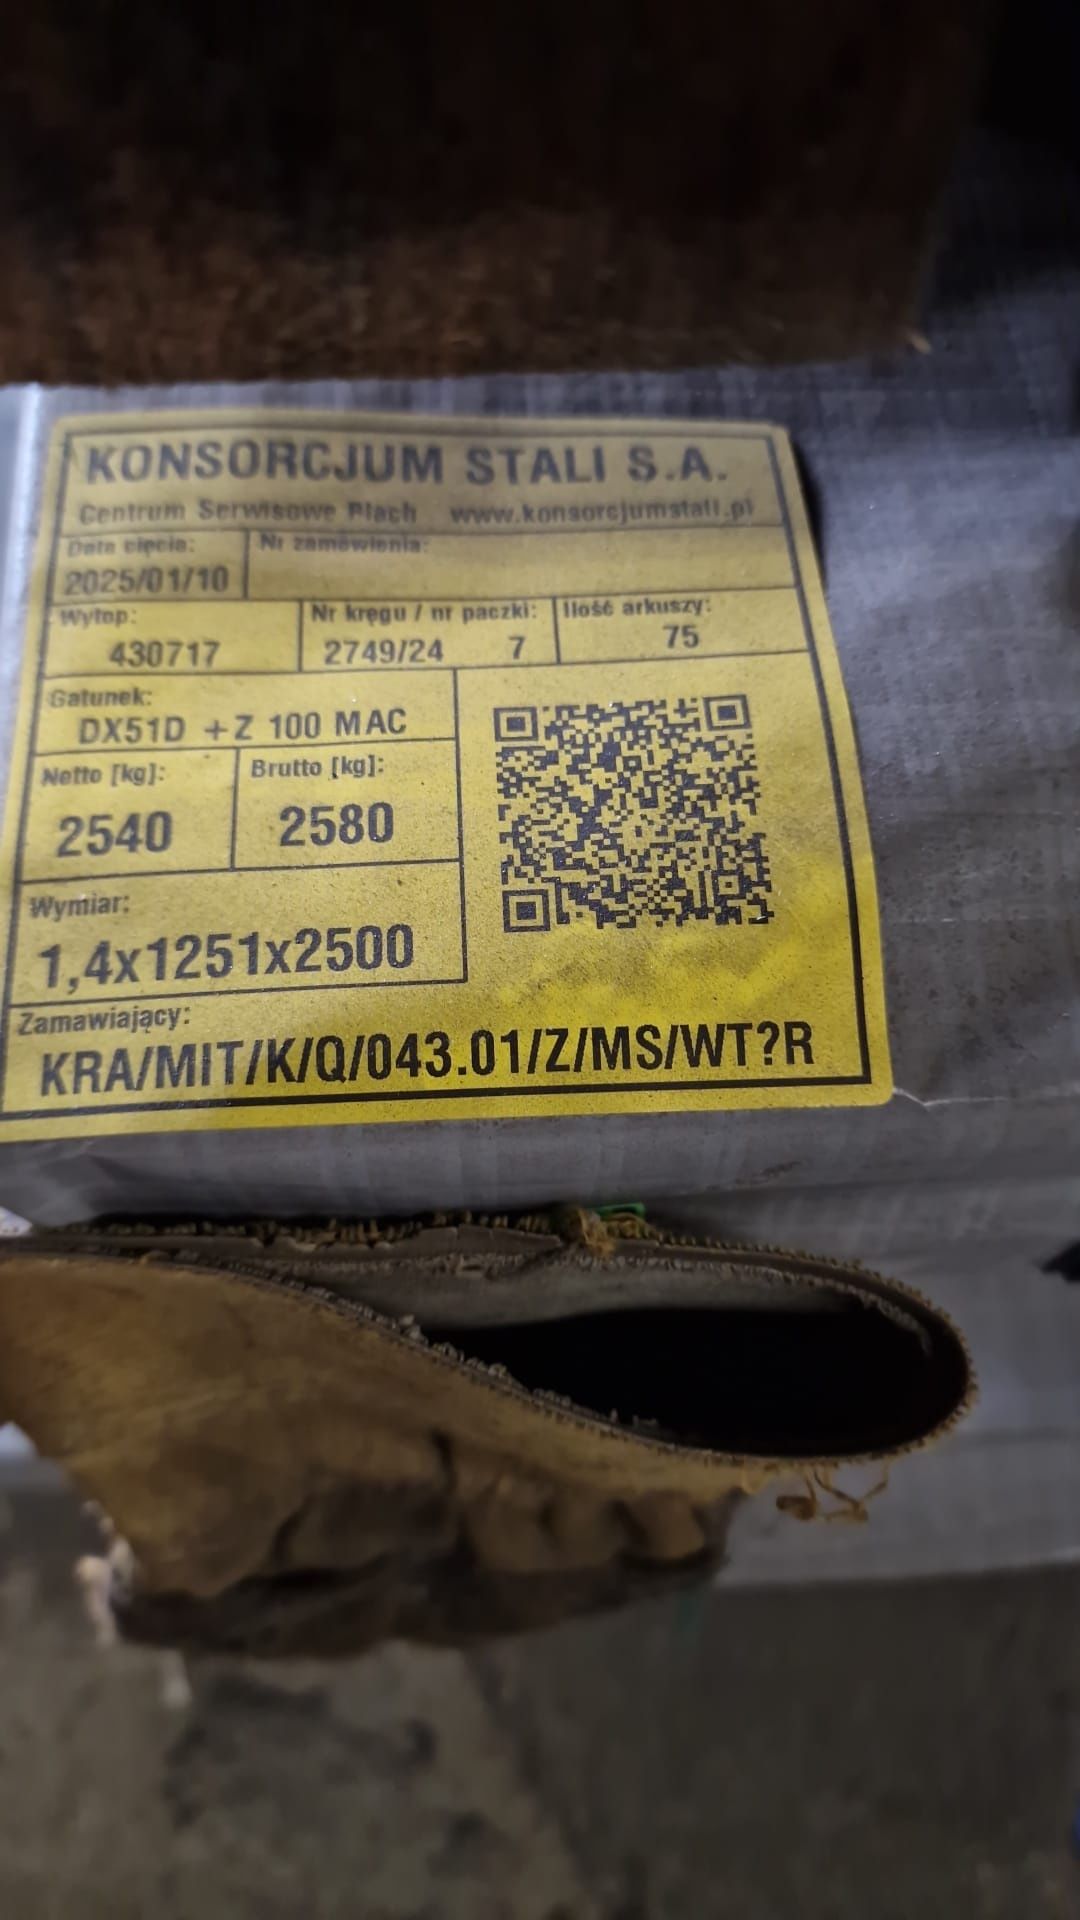 KONSORCJUM STALI S.A.
Centrum Serwisowe Blach www.konsorcjumstali.pl
Data cięcia: Nr zamówienia:
2025/01/10
Wytop: Nr kręgu / nr paczki: Ilość arkuszy:
430717 2749/24 7 75
Gatunek:
DX51D +Z 100 MAC
Netto [kg]: Brutto [kg]:
2540 2580
Wymiar:
1,4x1251x2500
Zamawiający:
KRA/MIT/K/Q/043.01/Z/MS/WT?R